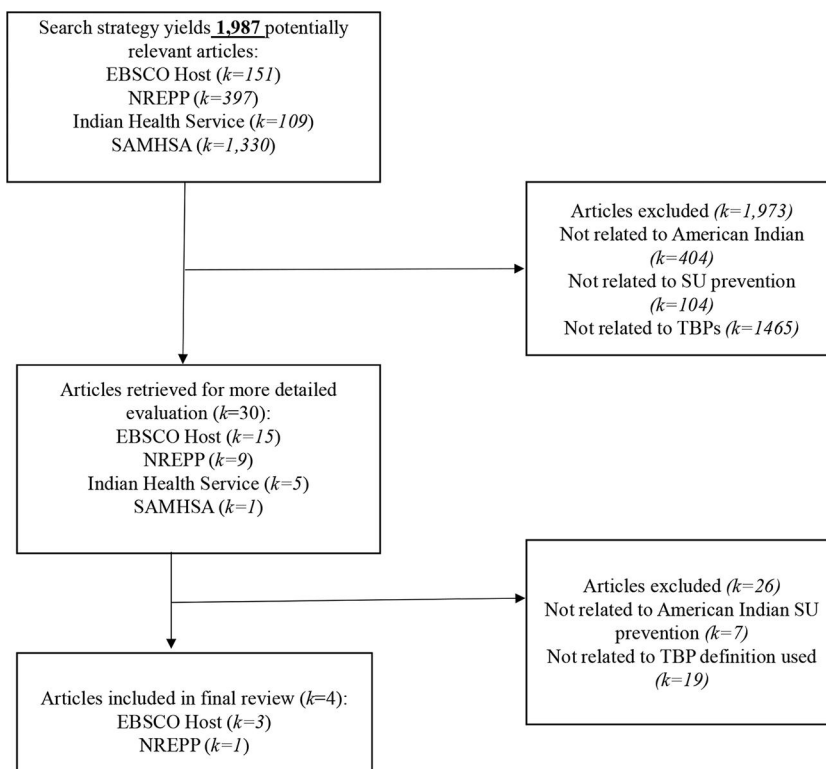 Search strategy yields 1,987 potentially
relevant articles:
EBSCO Host (k=151)
NREPP (k=397)
Indian Health Service (k=109)
SAMHSA (k=1,330)
Articles excluded (k=1,973)
Not related to American Indian
(k=404)
Not related to SU prevention
(k=104)
Not related to TBPs (k=1465)
Articles retrieved for more detailed
evaluation (k=30):
EBSCO Host (k=15)
NREPP (k=9)
Indian Health Service (k=5)
SAMHSA (k=1)
Articles excluded (k=26)
Not related to American Indian SU
prevention (k=7)
Not related to TBP definition used
(k=19)
Articles included in final review (k=4):
EBSCO Host (k=3)
NREPP (k=1)